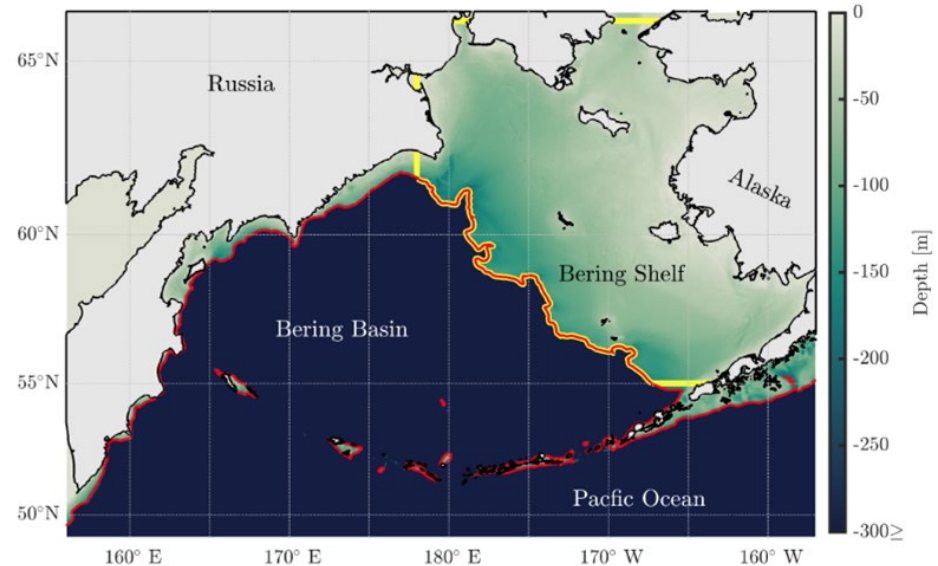 0
65°N
Russia
-50
-100
Alaska
60°N
Bering Shelf
-150
Depth [m]
Bering Basin
-200
55°N
-250
Pacfic Ocean
50°N
-300≥
160° E
170° E
180° E
170° W
160° W